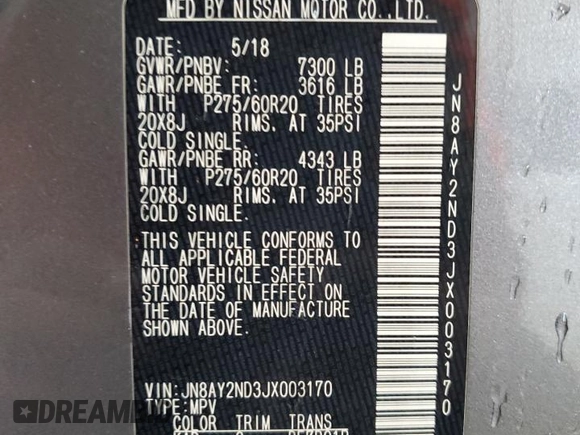 MFD BY NISSAN MOTOR CO.,LTD.
DATE: 5/18
GVWR/PNBV: 7300 LB
GAWR/PNBE FR: 3616 LB
WITH P275/60R20 TIRES
20X8J RIMS. AT 35PSI
COLD SINGLE.
GAWR/PNBE RR: 4343 LB
WITH P275/60R20 TIRES
20X8J RIMS. AT 35PSI
COLD SINGLE.
THIS VEHICLE CONFORMS TO
ALL APPLICABLE FEDERAL
MOTOR VEHICLE SAFETY
STANDARDS IN EFFECT ON
THE DATE OF MANUFACTURE
SHOWN ABOVE.
VIN: JN8AY2ND3JX003170
TYPE: MPV
COLOR TRIM TRANS
JN8AY2ND3JX003170